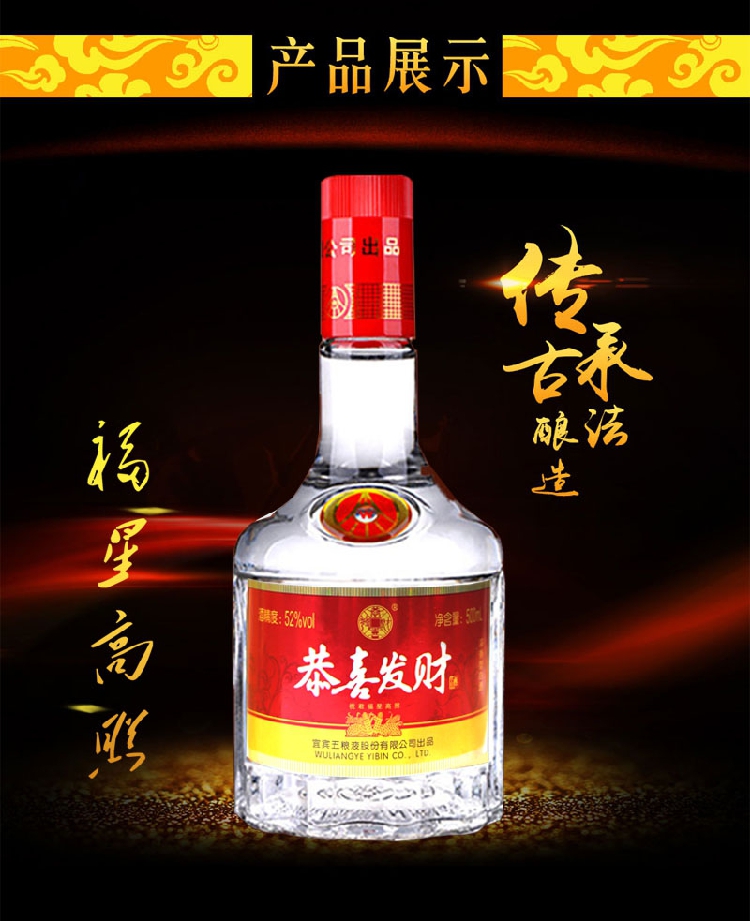 产品展示
公司出品
传承
古法
酿造
福星高照
酒精度：52%vol
净含量：500mL
®
恭喜发财
宜宾五粮液股份有限公司出品
WULIANGYE YIBIN CO., LTD.